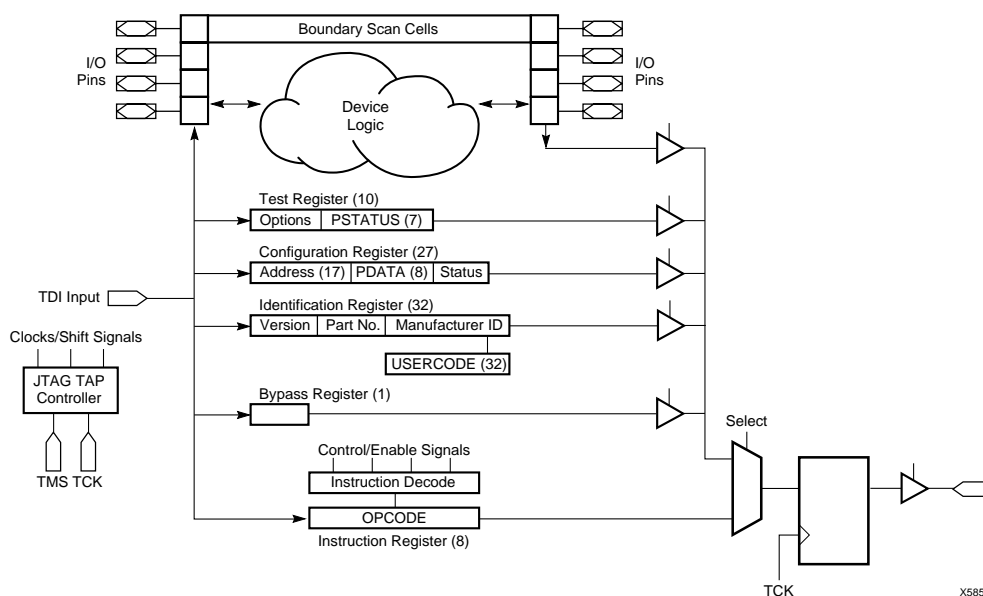 Boundary Scan Cells
I/O
Pins
I/O
Pins
Device
Logic
Test Register (10)
Options
PSTATUS (7)
Configuration Register (27)
Address (17)
PDATA (8)
Status
TDI Input
Identification Register (32)
Version
Part No.
Manufacturer ID
USERCODE (32)
Clocks/Shift Signals
JTAG TAP
Controller
TMS
TCK
Bypass Register (1)
Select
Control/Enable Signals
Instruction Decode
OPCODE
Instruction Register (8)
TCK
X585